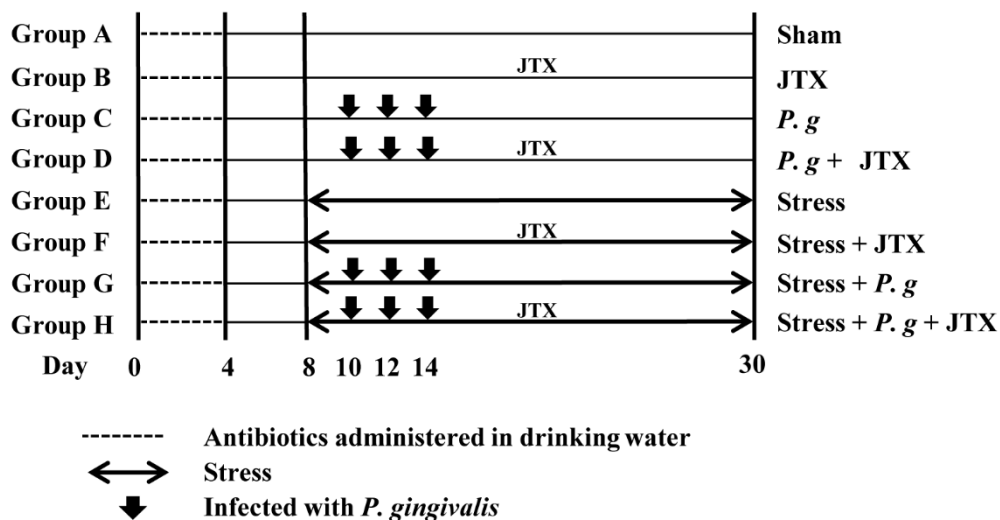 Group A Sham
Group B JTX JTX
Group C P. g
Group D JTX P. g + JTX
Group E Stress
Group F JTX Stress + JTX
Group G Stress + P. g
Group H JTX Stress + P. g + JTX
Day 0 4 8 10 12 14 30
Antibiotics administered in drinking water
Stress
Infected with P. gingivalis